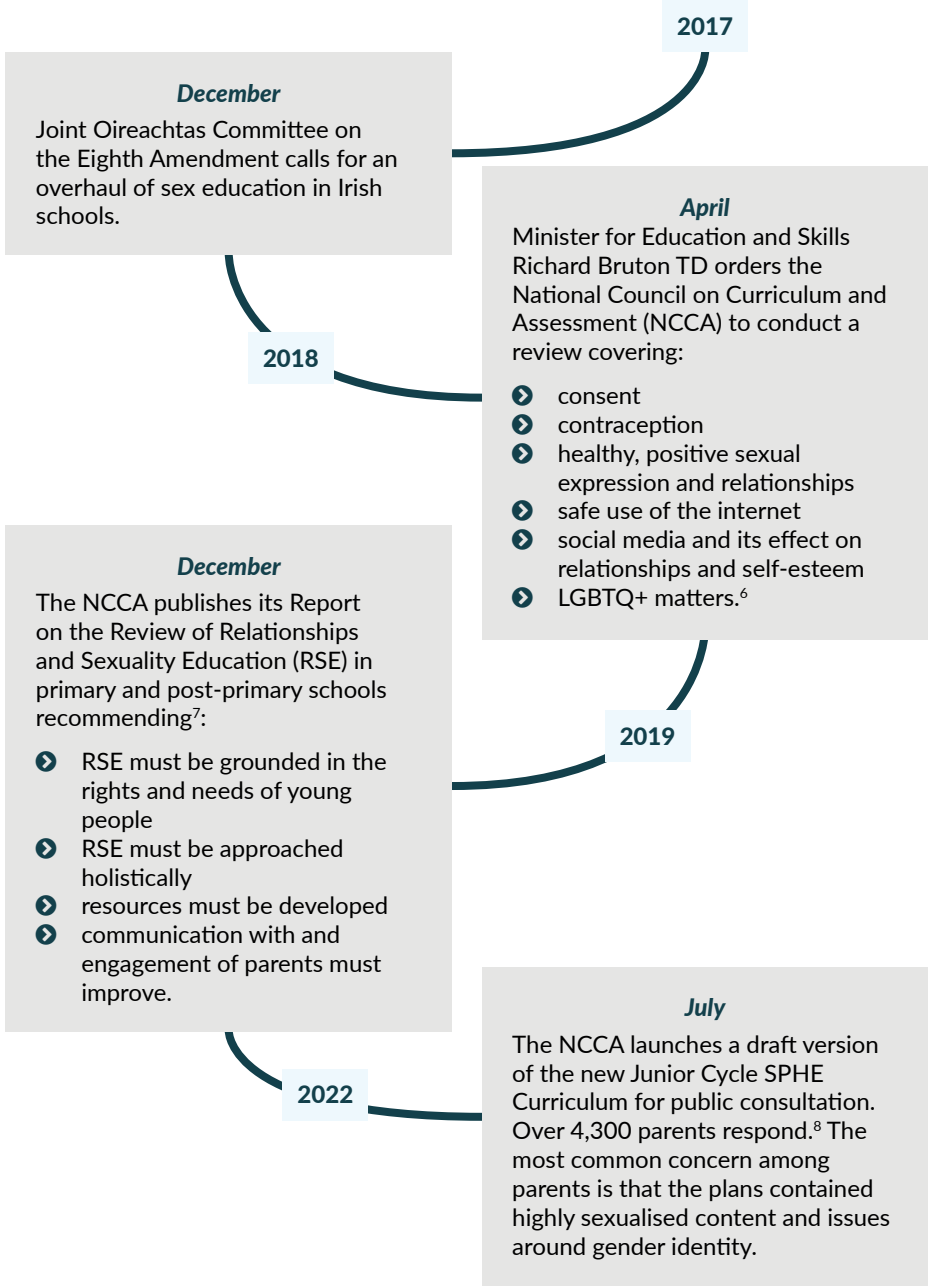 2017
December
Joint Oireachtas Committee on
the Eighth Amendment calls for an
overhaul of sex education in Irish
schools.
2018
April
Minister for Education and Skills
Richard Bruton TD orders the
National Council on Curriculum and
Assessment (NCCA) to conduct a
review covering:
consent
contraception
healthy, positive sexual
expression and relationships
safe use of the internet
social media and its effect on
relationships and self-esteem
LGBTQ+ matters.⁶
2019
December
The NCCA publishes its Report
on the Review of Relationships
and Sexuality Education (RSE) in
primary and post-primary schools
recommending⁷:
RSE must be grounded in the
rights and needs of young
people
RSE must be approached
holistically
resources must be developed
communication with and
engagement of parents must
improve.
2022
July
The NCCA launches a draft version
of the new Junior Cycle SPHE
Curriculum for public consultation.
Over 4,300 parents respond.⁸ The
most common concern among
parents is that the plans contained
highly sexualised content and issues
around gender identity.